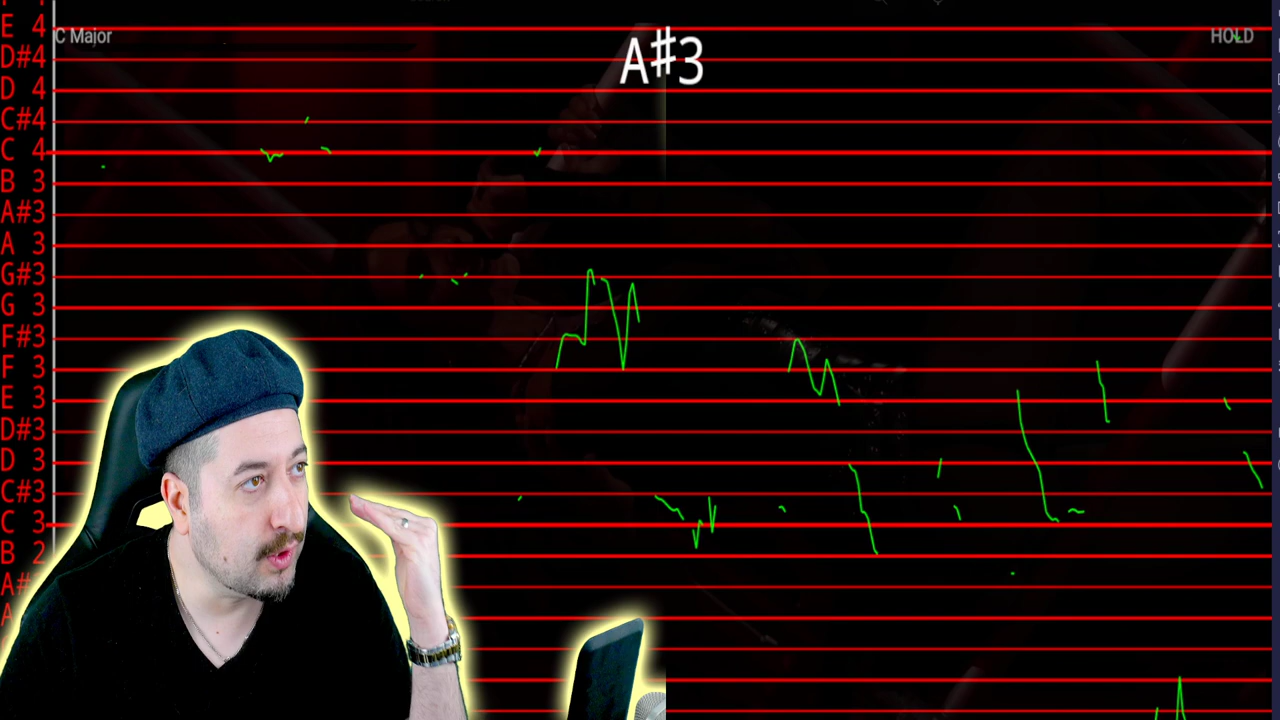 E 4
C Major
A#3
HOLD
D#4
D 4
C#4
C 4
B 3
A#3
A 3
G#3
G 3
F#3
F 3
E 3
D#3
D 3
C#3
C 3
B 2
A#
A